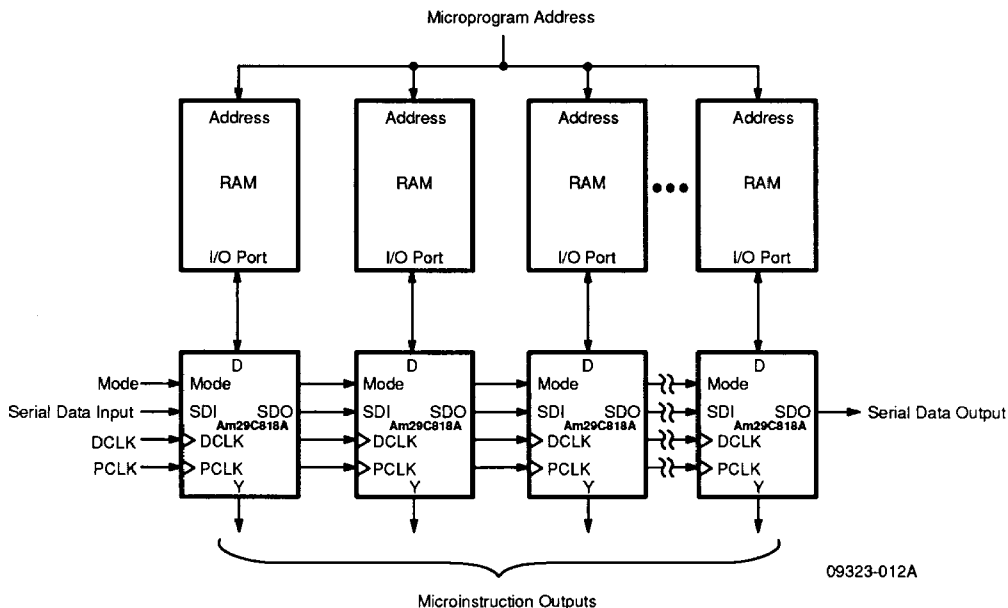 Microprogram Address
Address Address Address Address
RAM RAM RAM RAM
I/O Port I/O Port I/O Port I/O Port
D D D D
Mode Mode Mode Mode Mode
Serial Data Input SDI SDO SDI SDO SDI SDO SDI SDO Serial Data Output
Am29C818A Am29C818A Am29C818A Am29C818A
DCLK DCLK DCLK DCLK DCLK
PCLK PCLK PCLK PCLK PCLK
Y Y Y Y
09323-012A
Microinstruction Outputs